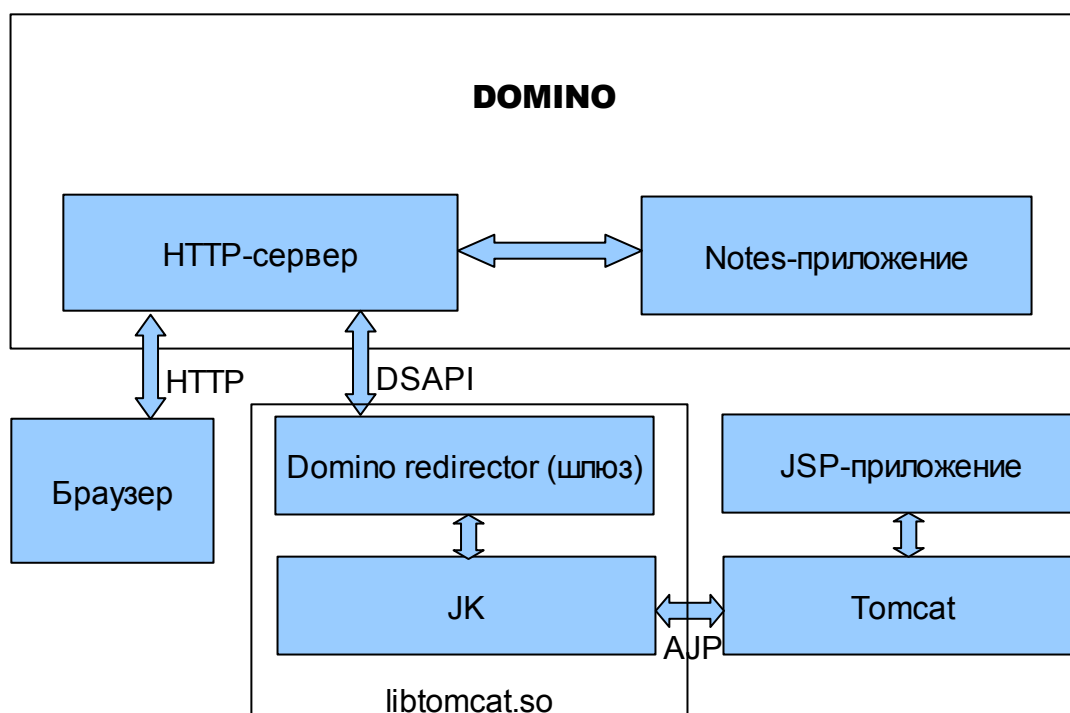 DOMINO
HTTP-сервер
Notes-приложение
HTTP
DSAPI
Браузер
Domino redirector (шлюз)
JSP-приложение
JK
Tomcat
AJP
libtomcat.so